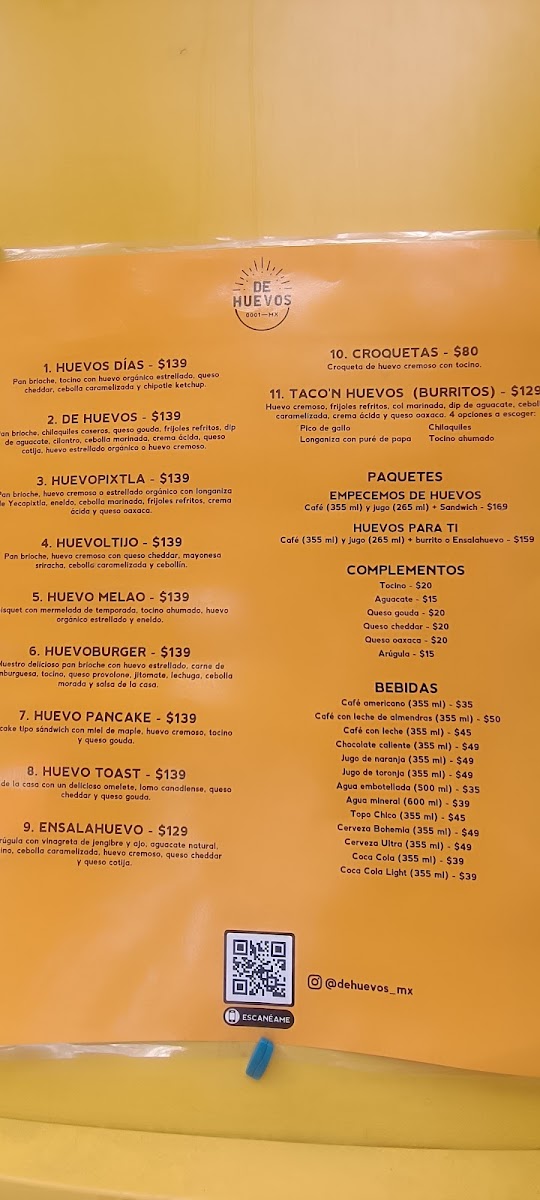 DE
HUEVOS
0001—MX
1. HUEVOS DÍAS - $139
Pan brioche, tocino con huevo orgánico estrellado, queso
cheddar, cebolla caramelizada y chipotle ketchup.
2. DE HUEVOS - $139
Pan brioche, chilaquiles caseros, queso gouda, frijoles refritos, dip
de aguacate, cilantro, cebolla marinada, crema ácida, queso
cotija, huevo estrellado orgánico o huevo cremoso.
3. HUEVOPIXTLA - $139
Pan brioche, huevo cremoso o estrellado orgánico con longaniza
de Yecapixtla, eneldo, cebolla marinada, frijoles refritos, crema
ácida y queso oaxaca.
4. HUEVOLTIJO - $139
Pan brioche, huevo cremoso con queso cheddar, mayonesa
sriracha, cebolla caramelizada y cebollín.
5. HUEVO MELAO - $139
bisquet con mermelada de temporada, tocino ahumado, huevo
orgánico estrellado y eneldo.
6. HUEVOBURGER - $139
Nuestro delicioso pan brioche con huevo estrellado, carne de
hamburguesa, tocino, queso provolone, jitomate, lechuga, cebolla
morada y salsa de la casa.
7. HUEVO PANCAKE - $139
cake tipo sándwich con miel de maple, huevo cremoso, tocino
y queso gouda.
8. HUEVO TOAST - $139
de la casa con un delicioso omelete, lomo canadiense, queso
cheddar y queso gouda.
9. ENSALAHUEVO - $129
rúgula con vinagreta de jengibre y ajo, aguacate natural,
ino, cebolla caramelizada, huevo cremoso, queso cheddar
y queso cotija.
10. CROQUETAS - $80
Croqueta de huevo cremoso con tocino.
11. TACO'N HUEVOS (BURRITOS) - $129
Huevo cremoso, frijoles refritos, col marinada, dip de aguacate, cebol
caramelizada, crema ácida y queso oaxaca. 4 opciones a escoger:
Pico de gallo Chilaquiles
Longaniza con puré de papa Tocino ahumado
PAQUETES
EMPECEMOS DE HUEVOS
Café (355 ml) y jugo (265 ml) + Sandwich - $169
HUEVOS PARA TI
Café (355 ml) y jugo (265 ml) + burrito o Ensalahuevo - $159
COMPLEMENTOS
Tocino - $20
Aguacate - $15
Queso gouda - $20
Queso cheddar - $20
Queso oaxaca - $20
Arúgula - $15
BEBIDAS
Café americano (355 ml) - $35
Café con leche de almendras (355 ml) - $50
Café con leche (355 ml) - $45
Chocolate caliente (355 ml) - $49
Jugo de naranja (355 ml) - $49
Jugo de toronja (355 ml) - $49
Agua embotellada (500 ml) - $35
Agua mineral (600 ml) - $39
Topo Chico (355 ml) - $45
Cerveza Bohemia (355 ml) - $49
Cerveza Ultra (355 ml) - $49
Coca Cola (355 ml) - $39
Coca Cola Light (355 ml) - $39
@dehuevos_mx
ESCANÉAME